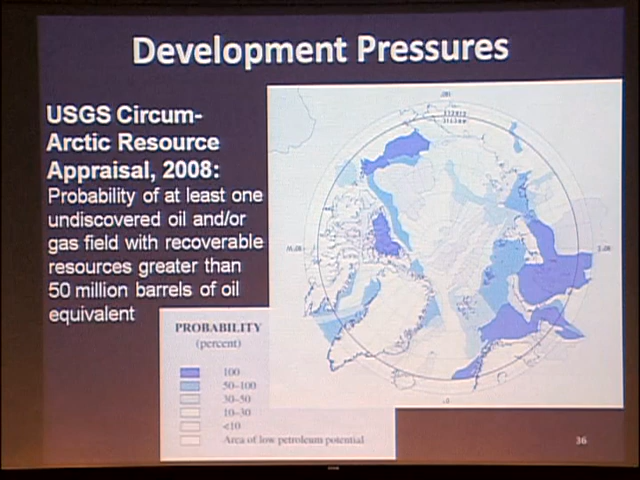 Development Pressures
USGS Circum-
Arctic Resource
Appraisal, 2008:
Probability of at least one
undiscovered oil and/or
gas field with recoverable
resources greater than
50 million barrels of oil
equivalent
PROBABILITY
(percent)
100
50–100
30–50
10–30
<10
Area of low petroleum potential
36